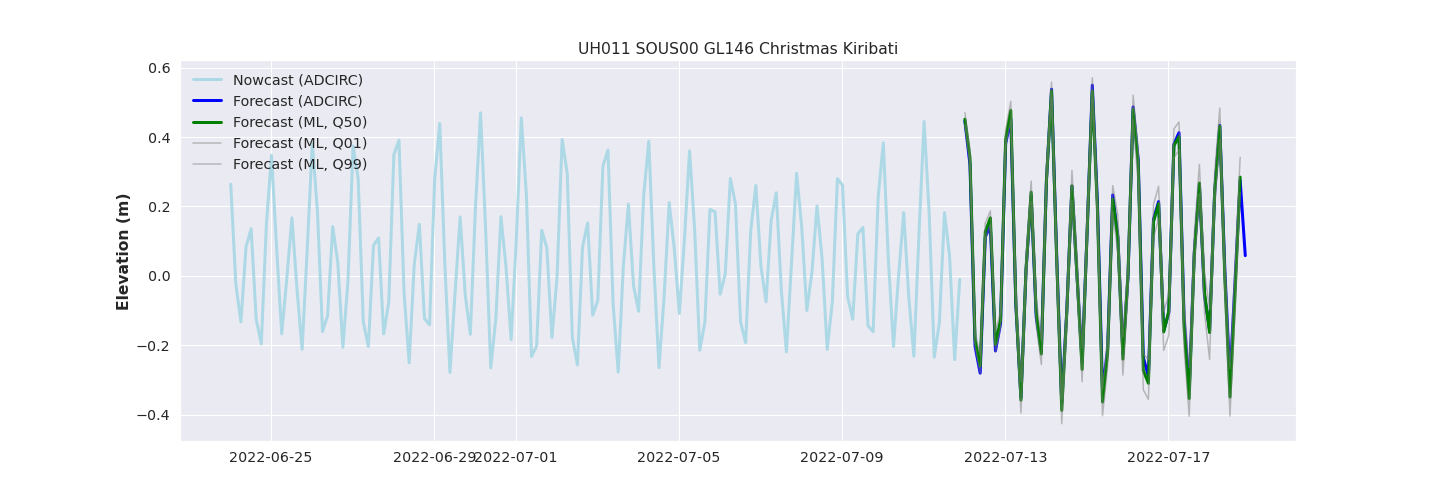 UH011 SOUS00 GL146 Christmas Kiribati
Nowcast (ADCIRC)
Forecast (ADCIRC)
Forecast (ML, Q50)
Forecast (ML, Q01)
Forecast (ML, Q99)
Elevation (m)
0.6
0.4
0.2
0.0
−0.2
−0.4
2022-06-25
2022-06-29
2022-07-01
2022-07-05
2022-07-09
2022-07-13
2022-07-17